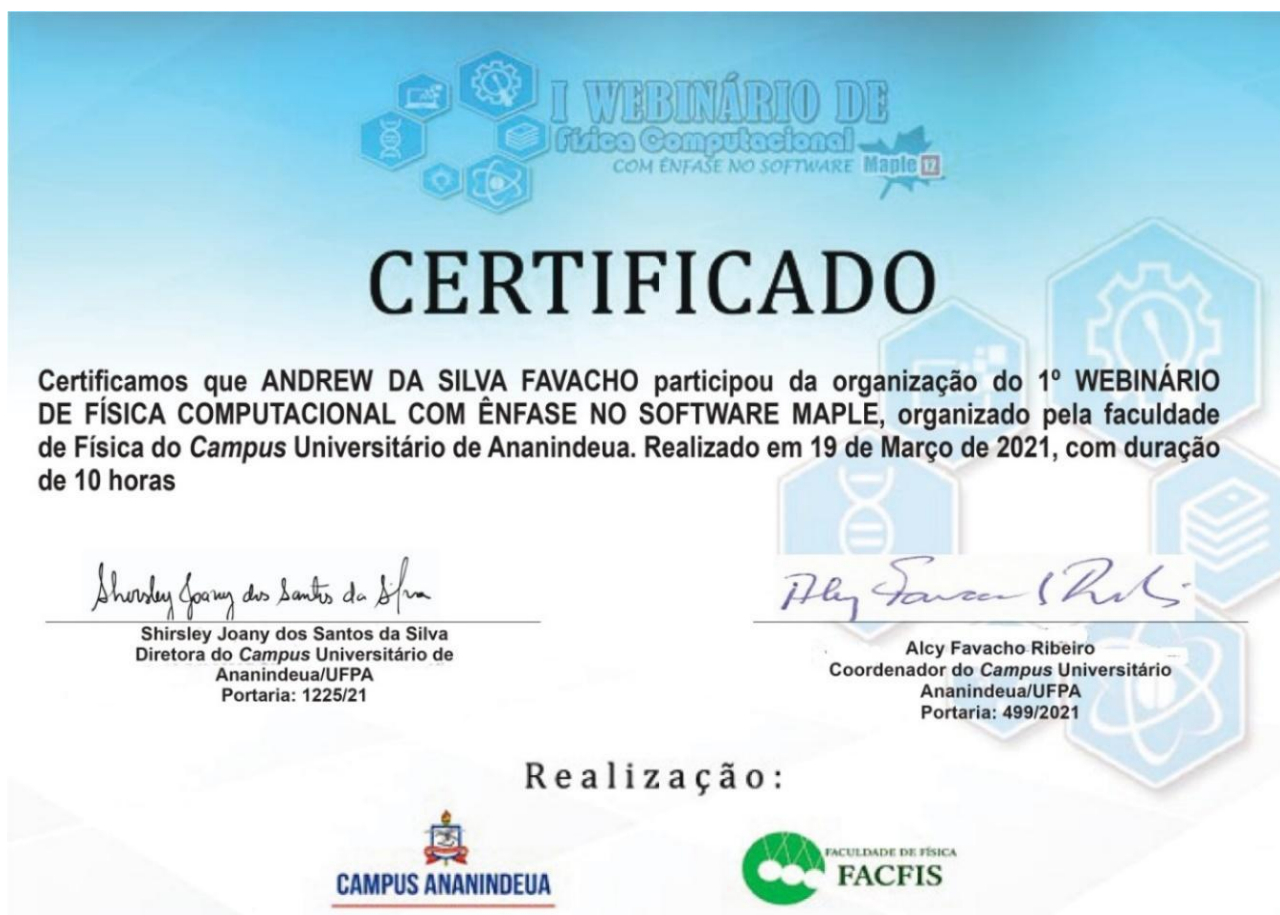 I WEBINÁRIO DE
Física Computacional
COM ÊNFASE NO SOFTWARE Maple 12
CERTIFICADO
Certificamos que ANDREW DA SILVA FAVACHO participou da organização do 1º WEBINÁRIO
DE FÍSICA COMPUTACIONAL COM ÊNFASE NO SOFTWARE MAPLE, organizado pela faculdade
de Física do Campus Universitário de Ananindeua. Realizado em 19 de Março de 2021, com duração
de 10 horas
Shirsley Joany dos Santos da Silva
Shirsley Joany dos Santos da Silva
Diretora do Campus Universitário de
Ananindeua/UFPA
Portaria: 1225/21
Alcy Favacho Ribeiro
Coordenador do Campus Universitário
Ananindeua/UFPA
Portaria: 499/2021
Realização:
CAMPUS ANANINDEUA
FACULDADE DE FÍSICA
FACFIS